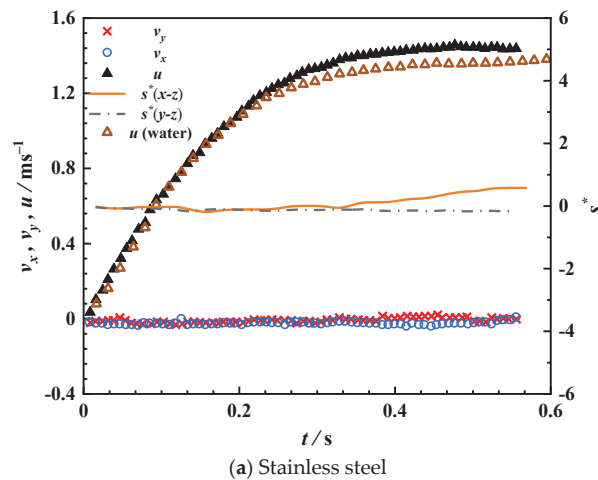 1.6
1.2
0.8
0.4
0
-0.4
v_x , v_y , u / ms⁻¹
v_y
v_x
u
s*(x-z)
s*(y-z)
u (water)
6
4
2
0
-2
-4
-6
s*
0
0.2
0.4
0.6
t / s
(a) Stainless steel